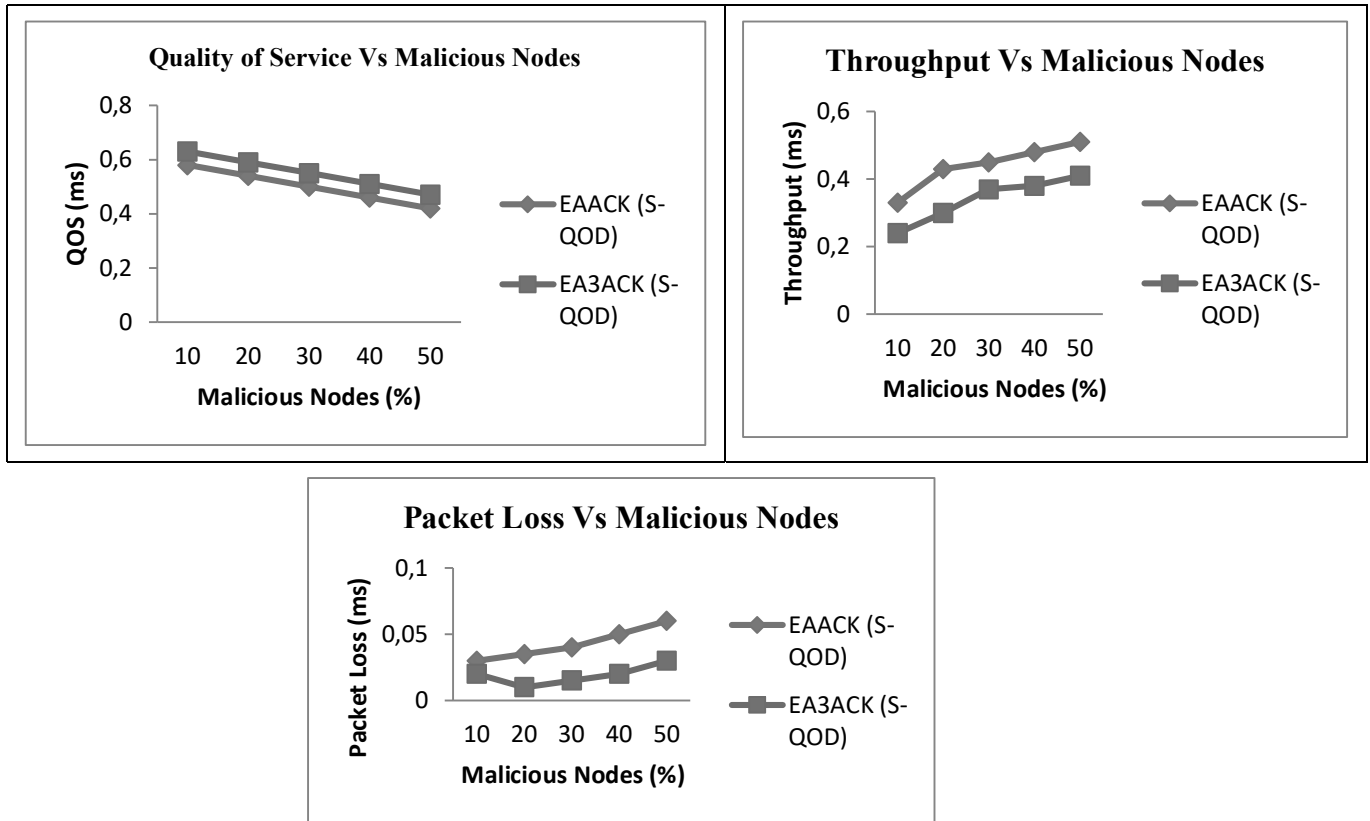 Quality of Service Vs Malicious Nodes
QOS (ms)
0,8
0,6
0,4
0,2
0
10 20 30 40 50
Malicious Nodes (%)
EAACK (S-
QOD)
EA3ACK (S-
QOD)
Throughput Vs Malicious Nodes
Throughput (ms)
0,6
0,4
0,2
0
10 20 30 40 50
Malicious Nodes (%)
EAACK (S-
QOD)
EA3ACK (S-
QOD)
Packet Loss Vs Malicious Nodes
Packet Loss (ms)
0,1
0,05
0
10 20 30 40 50
Malicious Nodes (%)
EAACK (S-
QOD)
EA3ACK (S-
QOD)